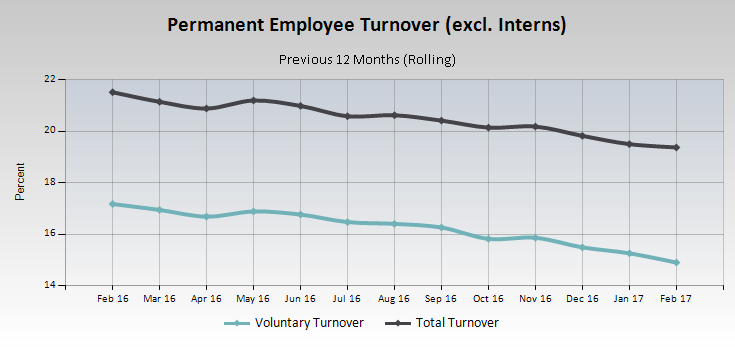 Permanent Employee Turnover (excl. Interns)
Previous 12 Months (Rolling)
22
20
18
16
14
Percent
Feb 16 Mar 16 Apr 16 May 16 Jun 16 Jul 16 Aug 16 Sep 16 Oct 16 Nov 16 Dec 16 Jan 17 Feb 17
Voluntary Turnover Total Turnover